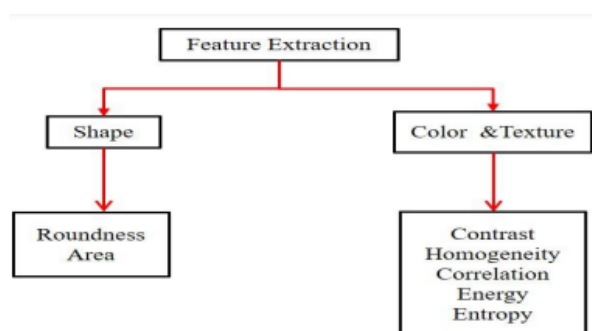 Feature Extraction
Shape
Color &Texture
Roundness
Area
Contrast
Homogeneity
Correlation
Energy
Entropy